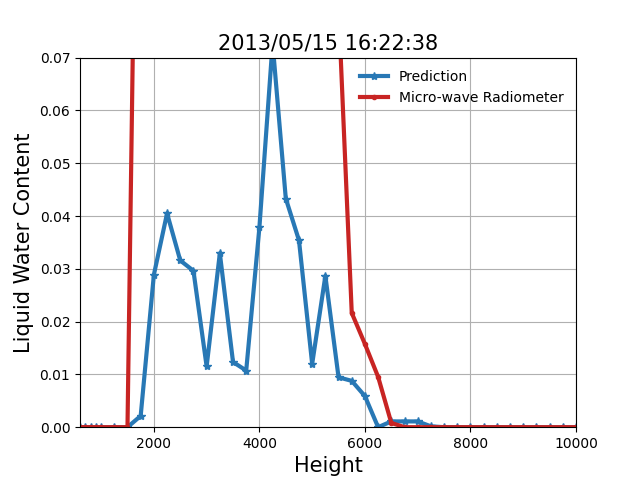 2013/05/15 16:22:38
0.07
0.06
0.05
0.04
0.03
0.02
0.01
0.00
Liquid Water Content
Prediction
Micro-wave Radiometer
2000 4000 6000 8000 10000
Height